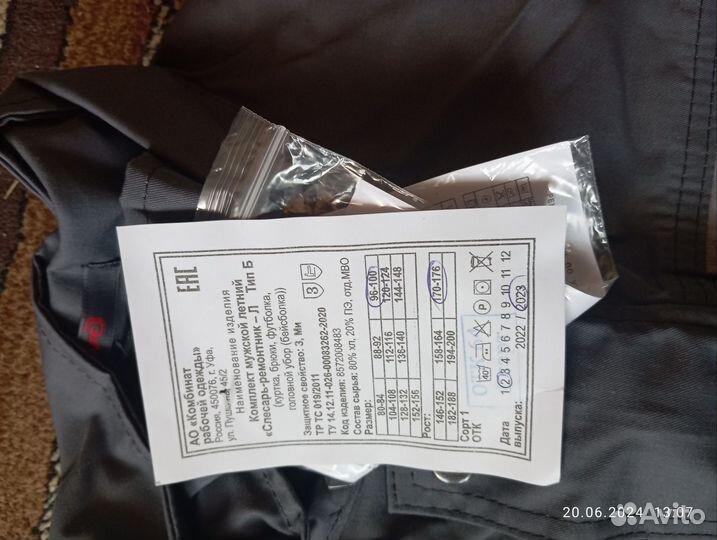 ЕАС
АО «Комбинат
рабочей одежды»
Россия, 450076, г. Уфа,
ул. Пушкина 45/2
Наименование изделия
Комплект мужской летний
«Слесарь-ремонтник – Л Тип Б
(куртка, брюки, футболка,
головной убор (бейсболка))
Защитное свойство: З, Ми
ТР ТС 019/2011
ТУ 14.12.11-026-00083262-2020
Код изделия: 8572008483
Состав сырья: 80% хл, 20% ПЭ, отд.МВО
Размер:
80-84 88-92 96-100
104-108 112-116 120-124
128-132 136-140 144-148
152-156
Рост:
146-152 158-164 170-176
182-188 194-200
Сорт 1
ОТК
Дата 1 2 3 4 5 6 7 8 9 10 11 12
выпуска: 2022 / 2023
20.06.2024 13:07
Avito